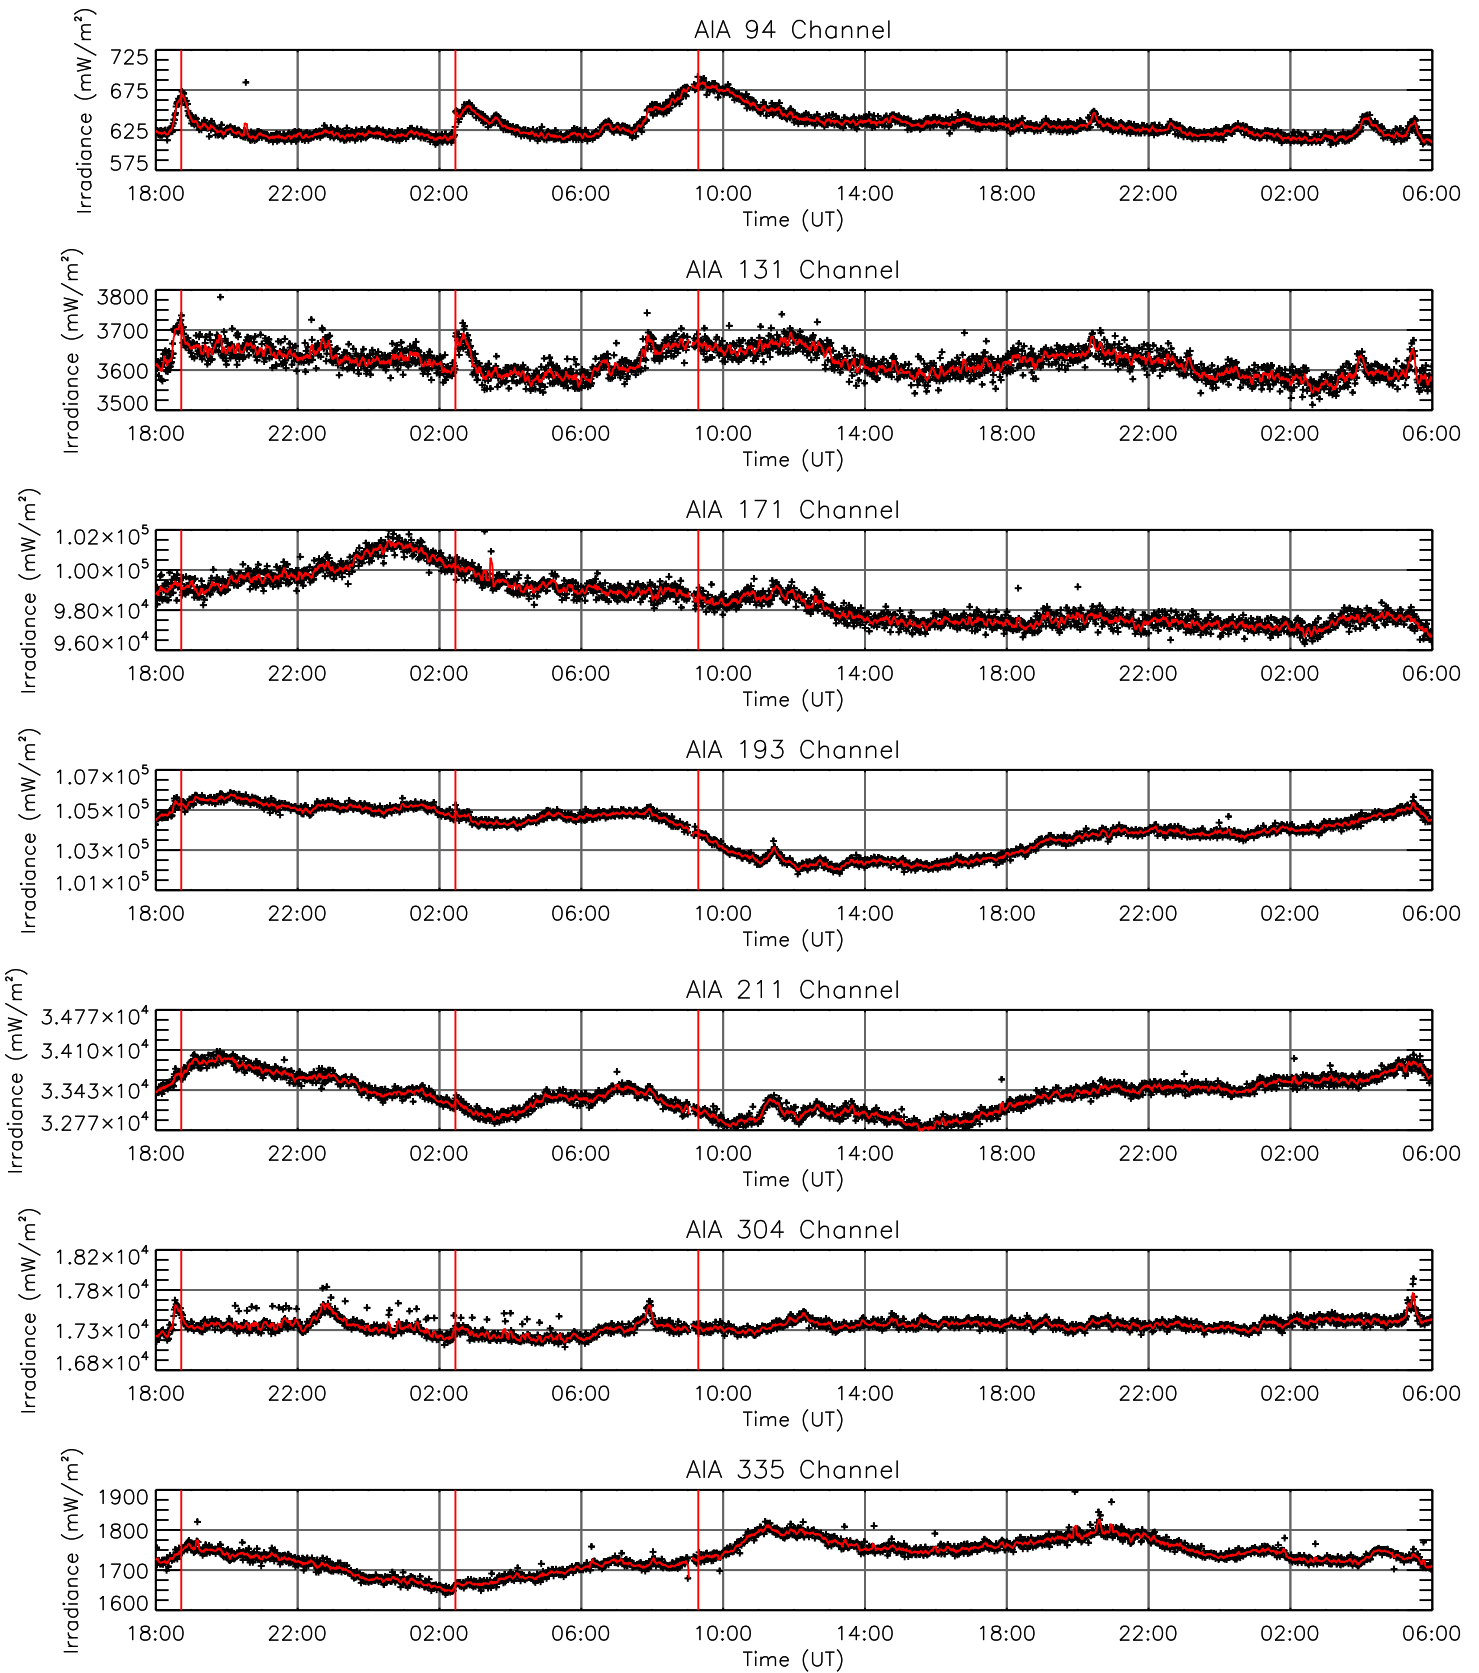 AIA 94 Channel
Irradiance (mW/m²)
725
675
625
575
18:00 22:00 02:00 06:00 10:00 14:00 18:00 22:00 02:00 06:00
Time (UT)
AIA 131 Channel
Irradiance (mW/m²)
3800
3700
3600
3500
18:00 22:00 02:00 06:00 10:00 14:00 18:00 22:00 02:00 06:00
Time (UT)
AIA 171 Channel
Irradiance (mW/m²)
1.02×10⁵
1.00×10⁵
9.80×10⁴
9.60×10⁴
18:00 22:00 02:00 06:00 10:00 14:00 18:00 22:00 02:00 06:00
Time (UT)
AIA 193 Channel
Irradiance (mW/m²)
1.07×10⁵
1.05×10⁵
1.03×10⁵
1.01×10⁵
18:00 22:00 02:00 06:00 10:00 14:00 18:00 22:00 02:00 06:00
Time (UT)
AIA 211 Channel
Irradiance (mW/m²)
3.477×10⁴
3.410×10⁴
3.343×10⁴
3.277×10⁴
18:00 22:00 02:00 06:00 10:00 14:00 18:00 22:00 02:00 06:00
Time (UT)
AIA 304 Channel
Irradiance (mW/m²)
1.82×10⁴
1.78×10⁴
1.73×10⁴
1.68×10⁴
18:00 22:00 02:00 06:00 10:00 14:00 18:00 22:00 02:00 06:00
Time (UT)
AIA 335 Channel
Irradiance (mW/m²)
1900
1800
1700
1600
18:00 22:00 02:00 06:00 10:00 14:00 18:00 22:00 02:00 06:00
Time (UT)